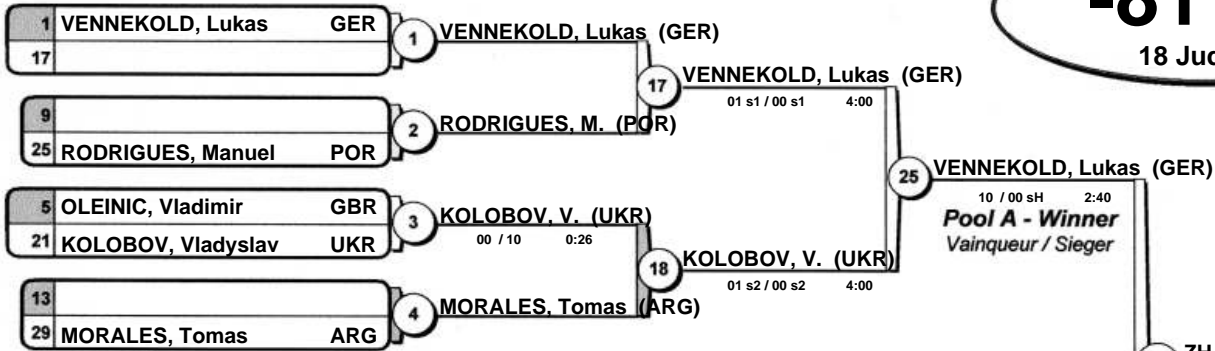 1 VENNEKOLD, Lukas GER
17
1
VENNEKOLD, Lukas (GER)
9
25 RODRIGUES, Manuel POR
2
RODRIGUES, M. (POR)
17
VENNEKOLD, Lukas (GER)
01 s1 / 00 s1 4:00
5 OLEINIC, Vladimir GBR
21 KOLOBOV, Vladyslav UKR
3
KOLOBOV, V. (UKR)
00 / 10 0:26
13
29 MORALES, Tomas ARG
4
MORALES, Tomas (ARG)
18
KOLOBOV, V. (UKR)
01 s2 / 00 s2 4:00
25
VENNEKOLD, Lukas (GER)
10 / 00 sH 2:40
Pool A - Winner
Vainqueur / Sieger
18
ZH